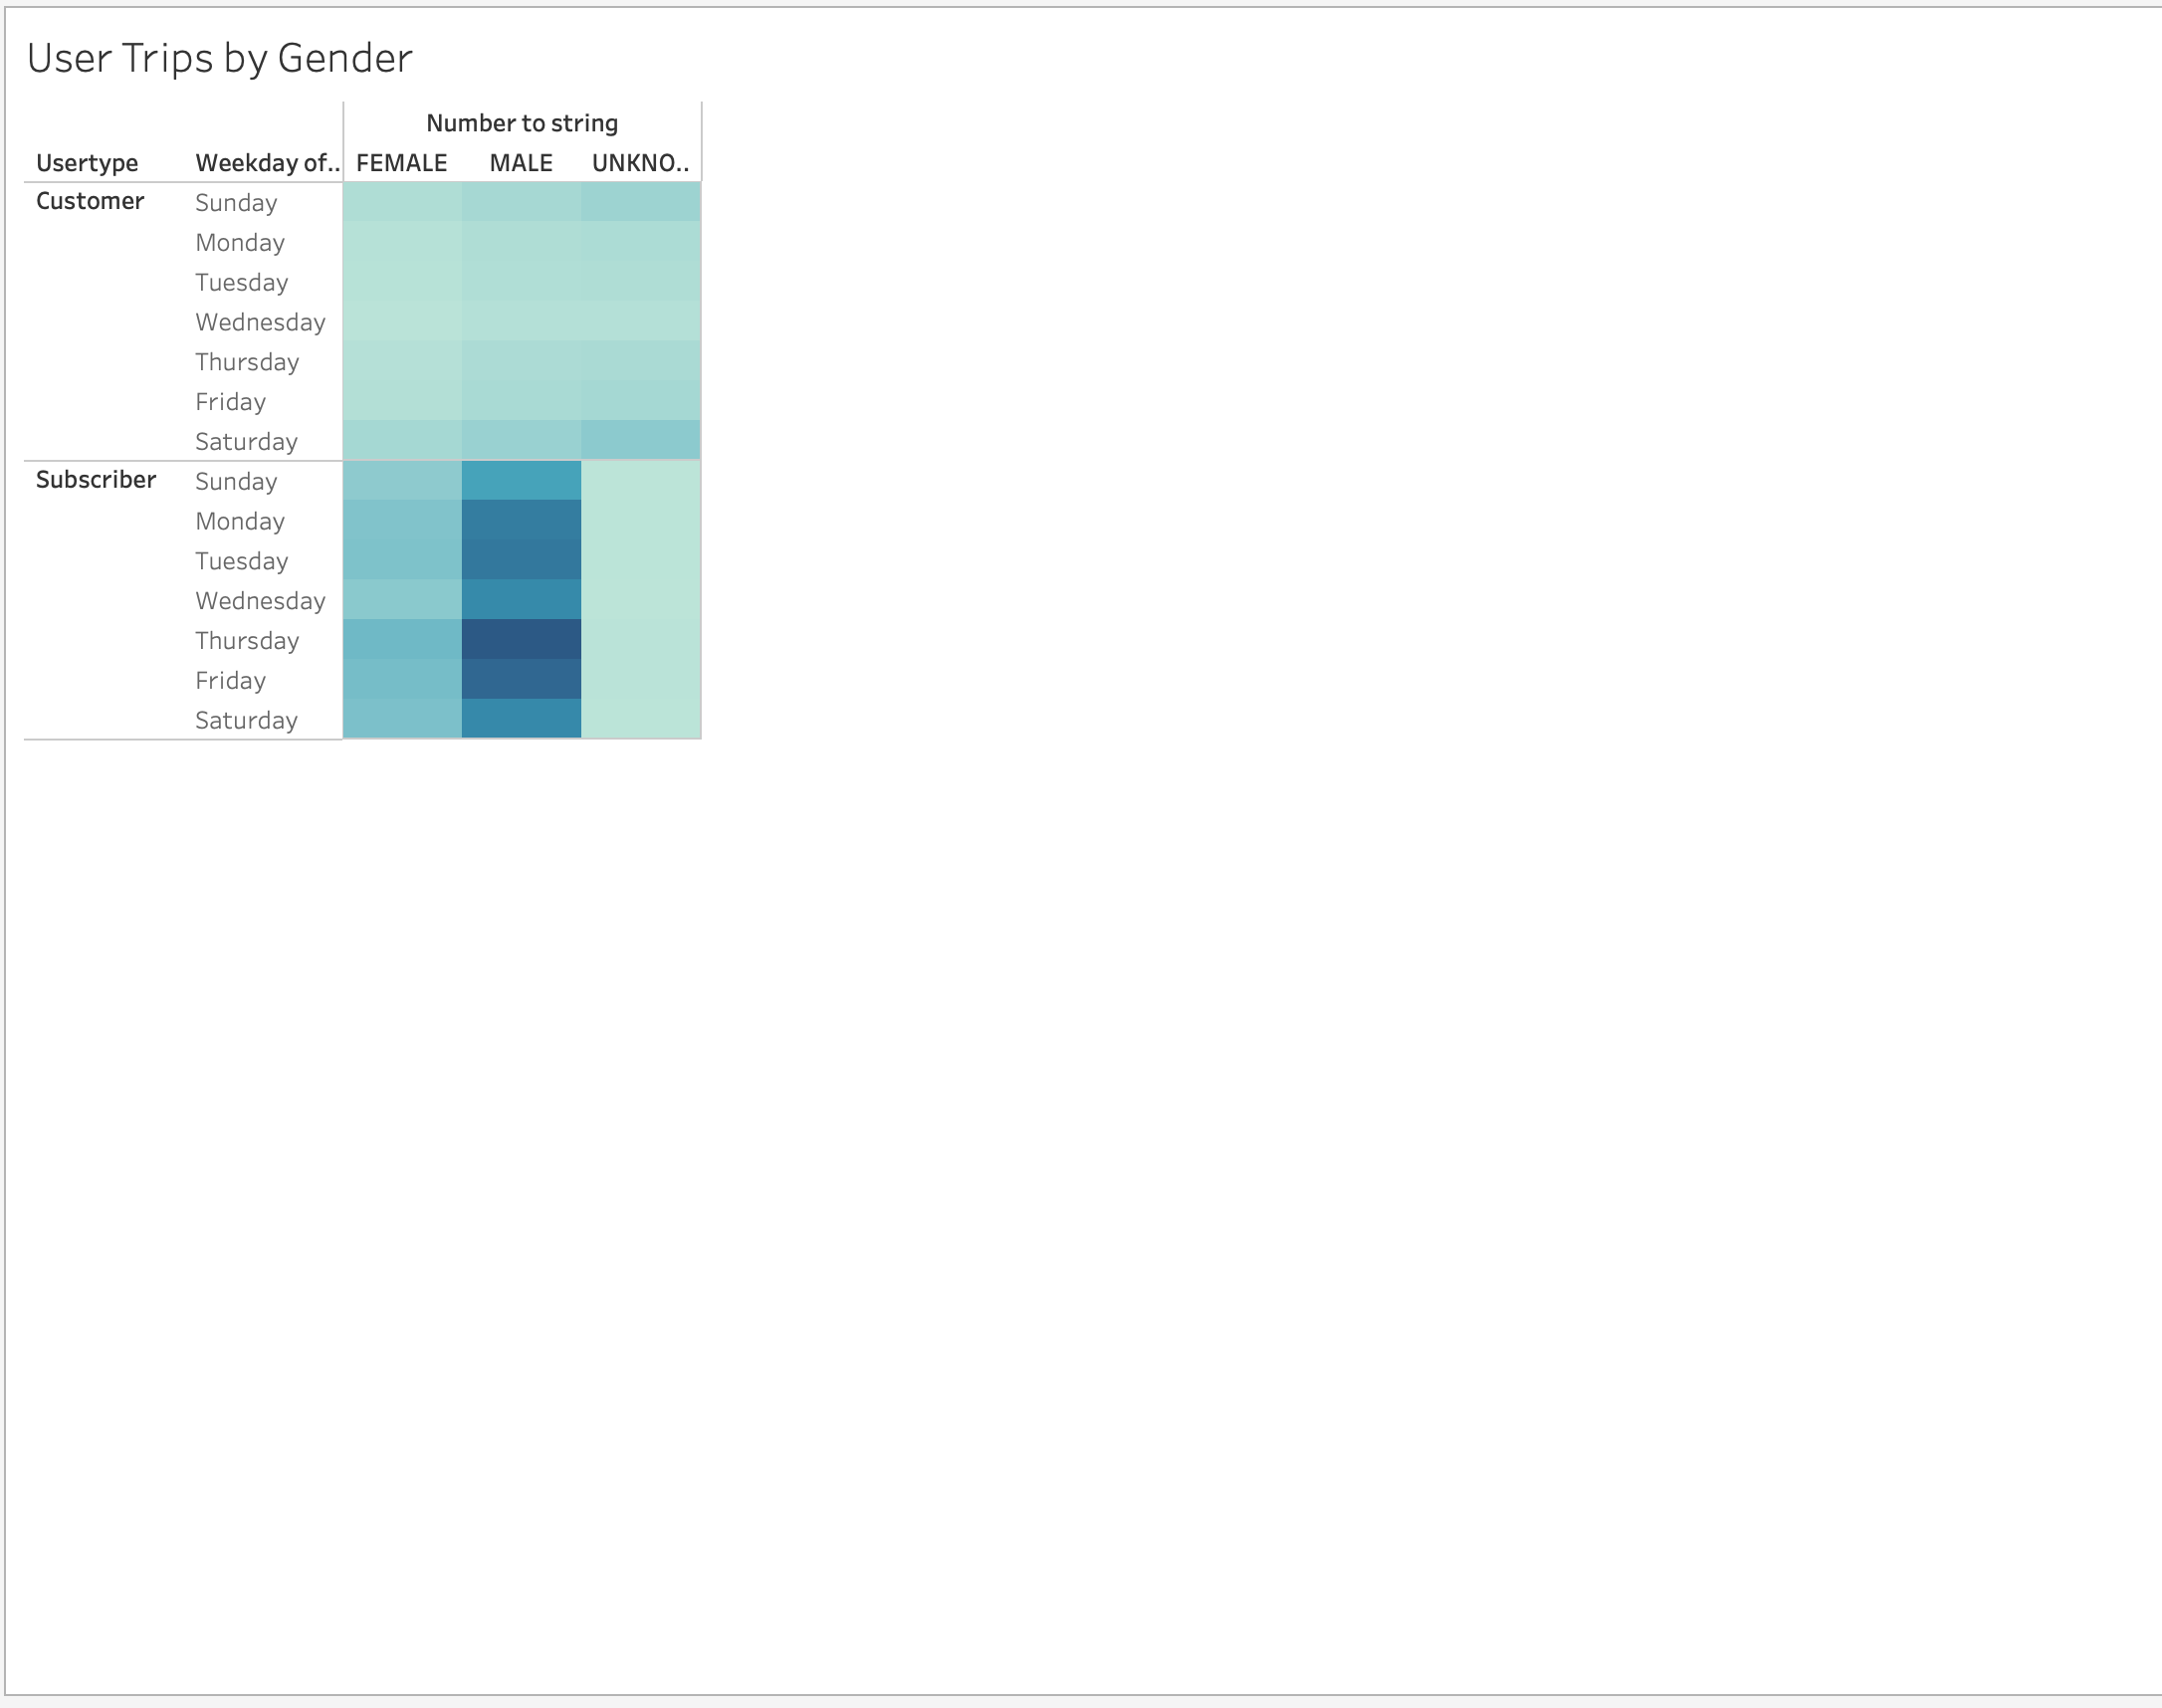 User Trips by Gender
Number to string
Usertype Weekday of.. FEMALE MALE UNKNO..
Customer Sunday
Monday
Tuesday
Wednesday
Thursday
Friday
Saturday
Subscriber Sunday
Monday
Tuesday
Wednesday
Thursday
Friday
Saturday